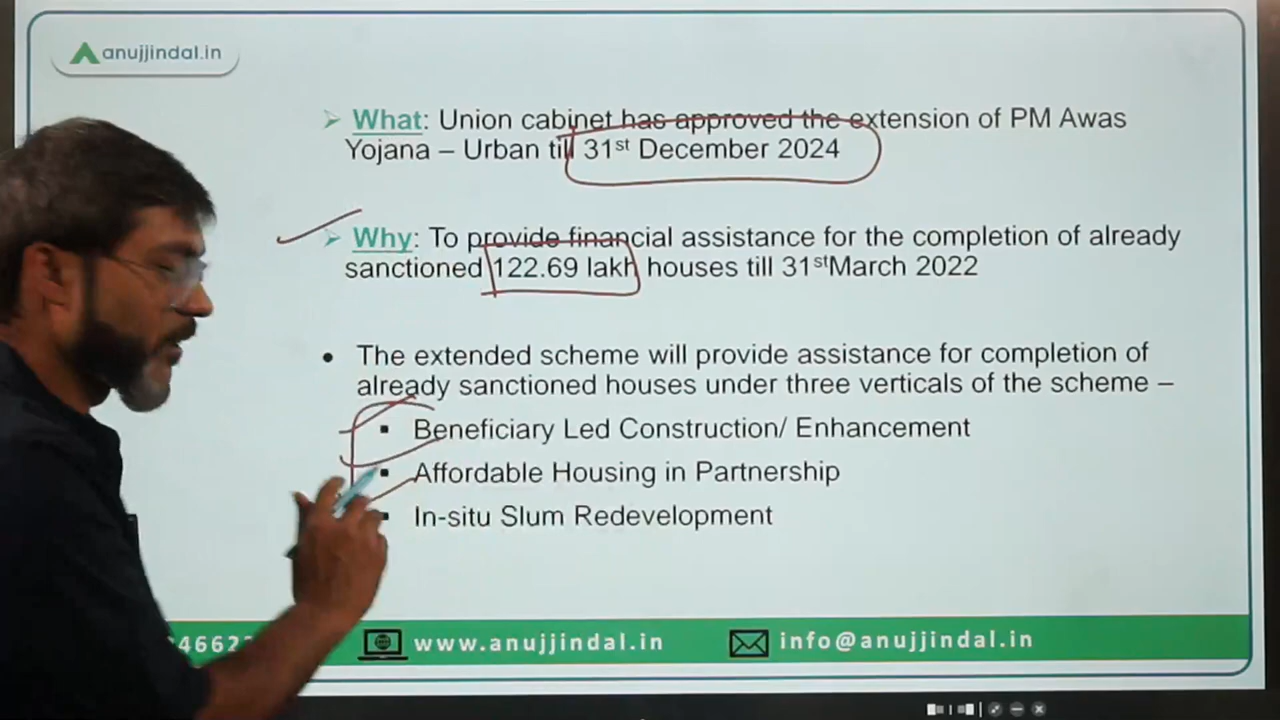 anujjindal.in
What: Union cabinet has approved the extension of PM Awas
Yojana – Urban till 31st December 2024
Why: To provide financial assistance for the completion of already
sanctioned 122.69 lakh houses till 31stMarch 2022
The extended scheme will provide assistance for completion of
already sanctioned houses under three verticals of the scheme –
Beneficiary Led Construction/ Enhancement
Affordable Housing in Partnership
In-situ Slum Redevelopment
www.anujjindal.in info@anujjindal.in